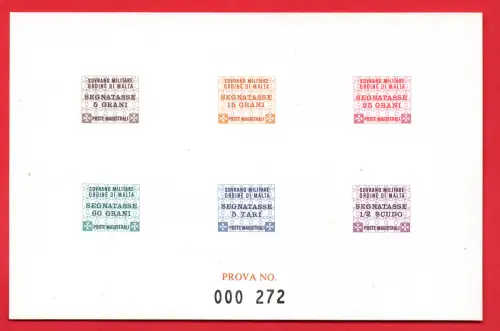 SOVRANO MILITARE
ORDINE DI MALTA
SEGNATASSE
5 GRANI
POSTE MAGISTRALI
SOVRANO MILITARE
ORDINE DI MALTA
SEGNATASSE
15 GRANI
POSTE MAGISTRALI
SOVRANO MILITARE
ORDINE DI MALTA
SEGNATASSE
25 GRANI
POSTE MAGISTRALI
SOVRANO MILITARE
ORDINE DI MALTA
SEGNATASSE
60 GRANI
POSTE MAGISTRALI
SOVRANO MILITARE
ORDINE DI MALTA
SEGNATASSE
5 TARI
POSTE MAGISTRALI
SOVRANO MILITARE
ORDINE DI MALTA
SEGNATASSE
1/2 SCUDO
POSTE MAGISTRALI
PROVA NO.
000 272